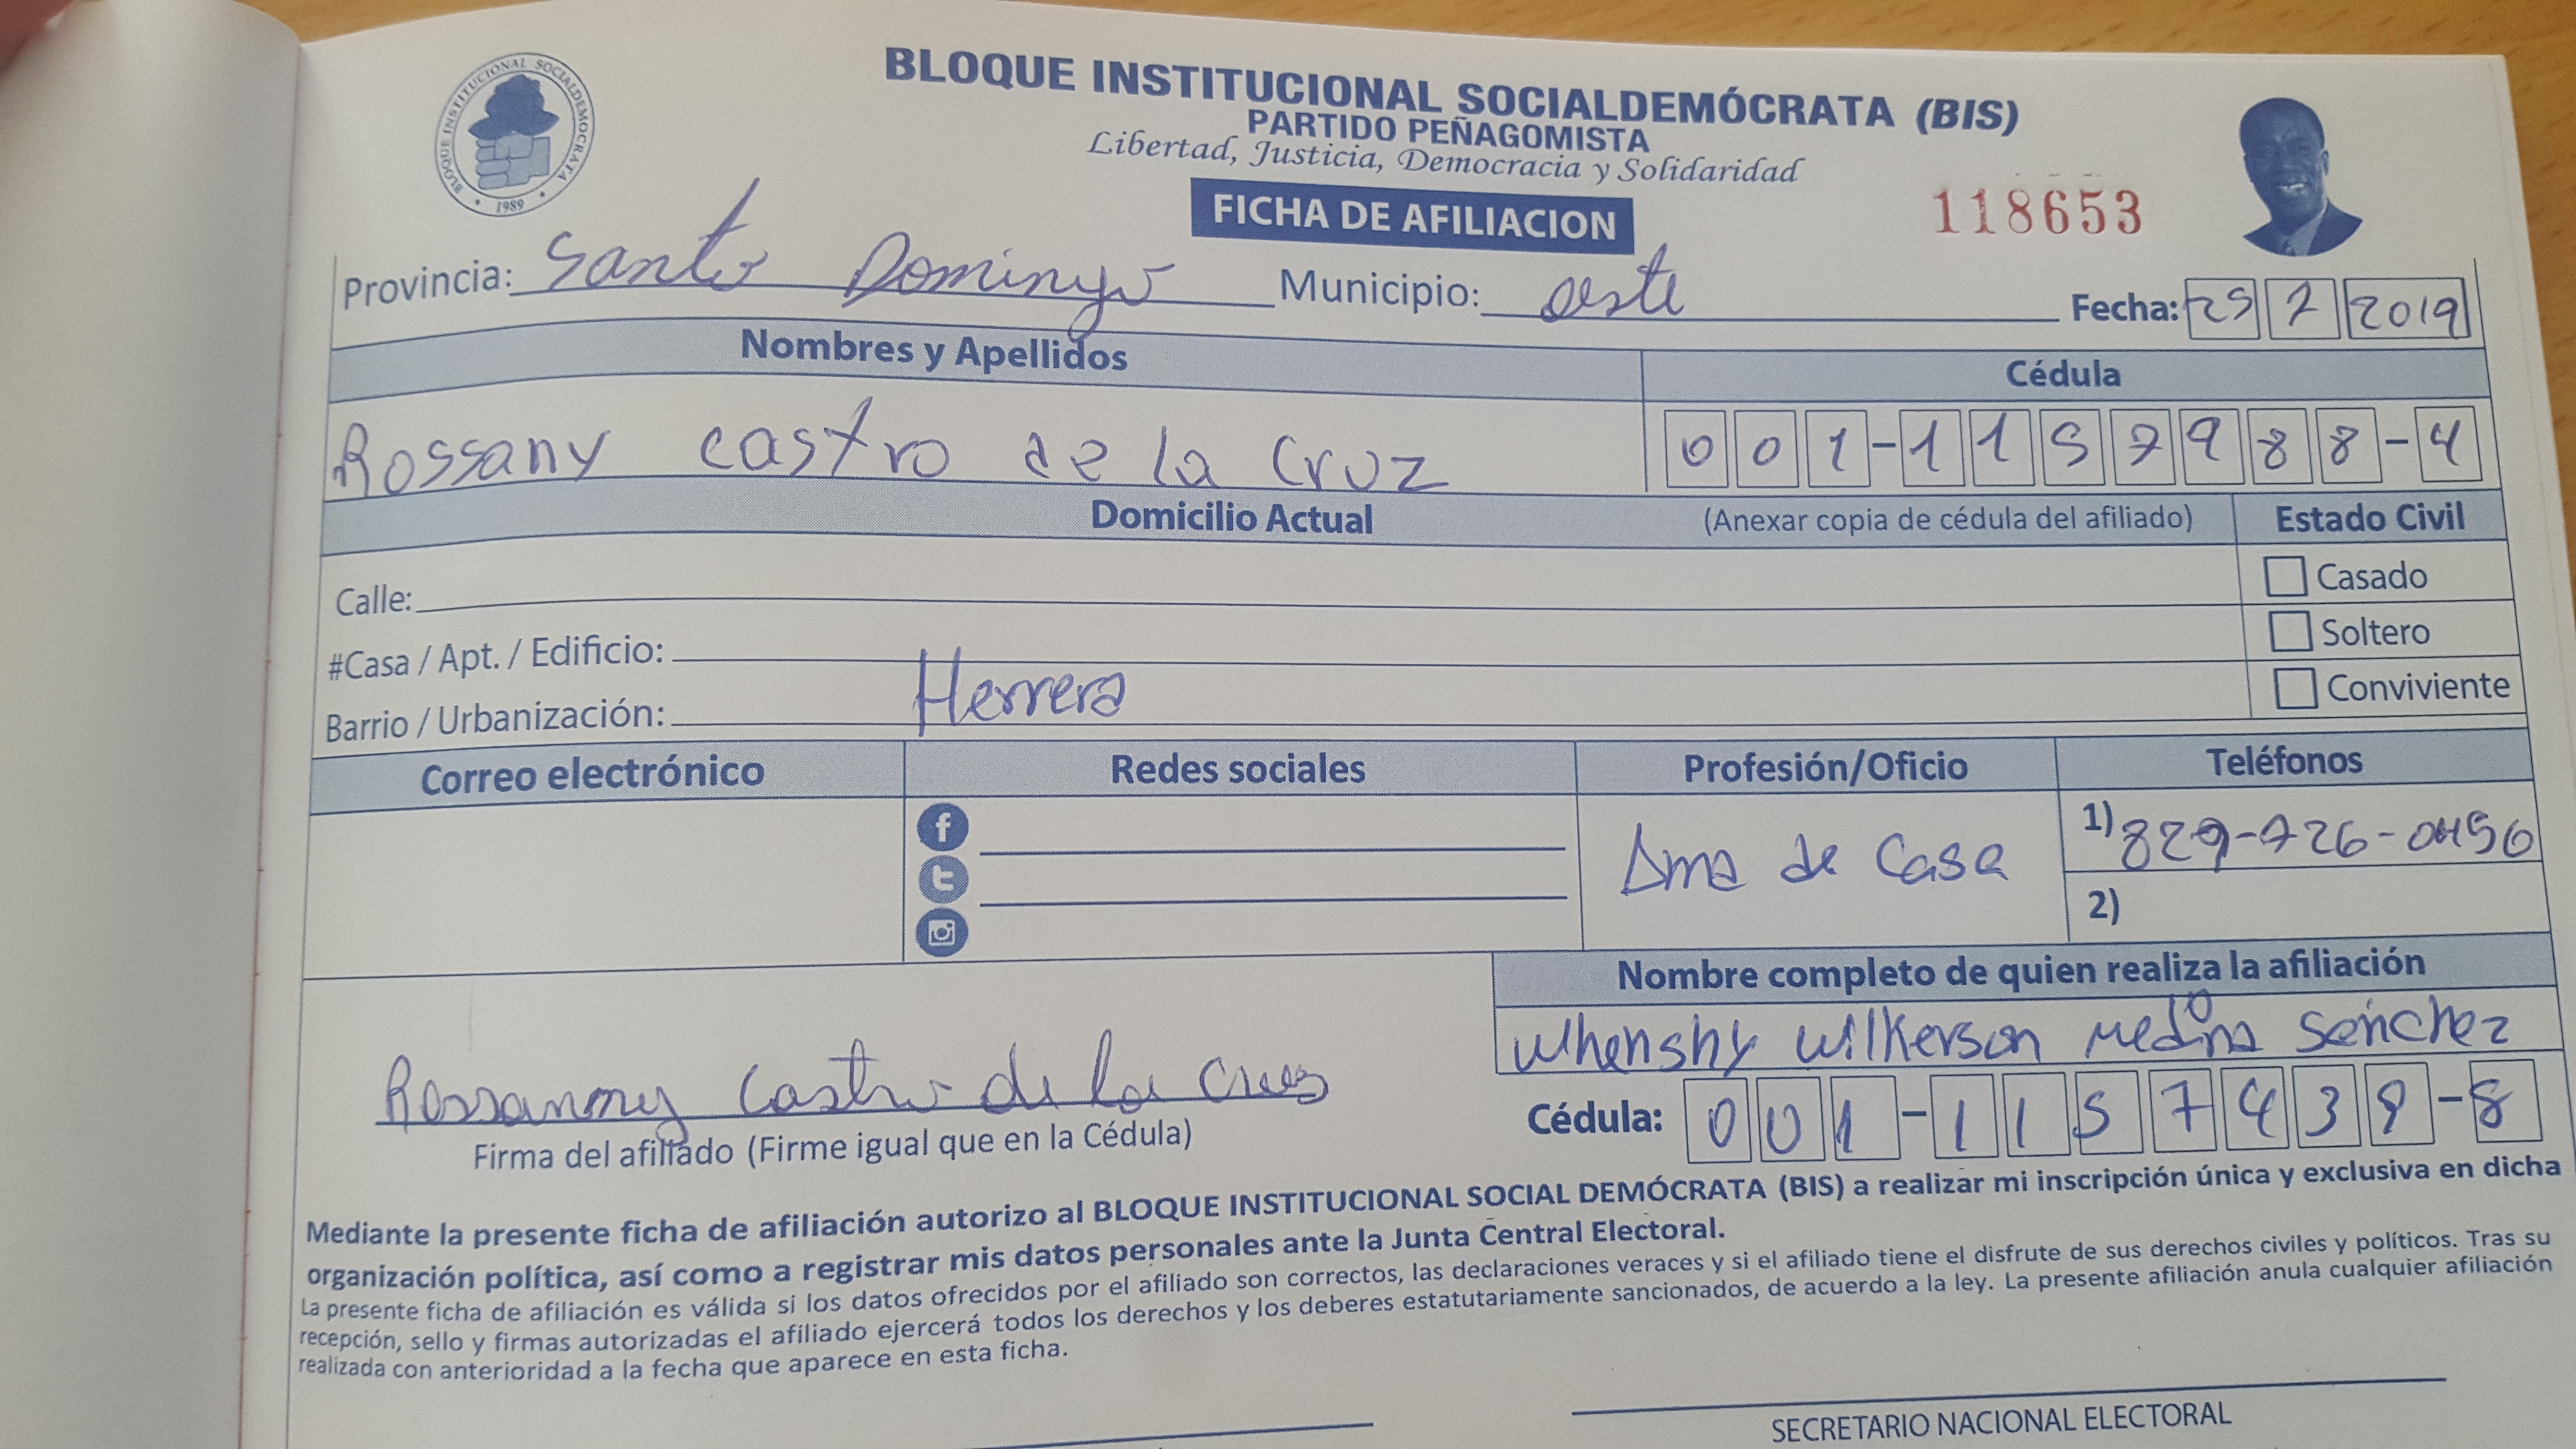 BLOQUE INSTITUCIONAL SOCIALDEMOCRATA
1989
BLOQUE INSTITUCIONAL SOCIALDEMÓCRATA (BIS)
PARTIDO PEÑAGOMISTA
Libertad, Justicia, Democracia y Solidaridad
FICHA DE AFILIACION
118653
Provincia: Santo Domingo Municipio: oeste Fecha: 25 7 2019
Nombres y Apellidos Cédula
Rossany castro de la Cruz 001-1157988-4
Domicilio Actual (Anexar copia de cédula del afiliado) Estado Civil
Calle: Casado
#Casa / Apt. / Edificio: Soltero
Barrio / Urbanización: Herrera Conviviente
Correo electrónico Redes sociales Profesión/Oficio Teléfonos
Ama de Casa 1) 829-726-0456
2)
Nombre completo de quien realiza la afiliación
Whenshy Wilkerson Medina Sánchez
Rossanny Castro de la Cruz
Cédula: 001-1157439-8
Firma del afiliado (Firme igual que en la Cédula)
Mediante la presente ficha de afiliación autorizo al BLOQUE INSTITUCIONAL SOCIAL DEMÓCRATA (BIS) a realizar mi inscripción única y exclusiva en dicha
organización política, así como a registrar mis datos personales ante la Junta Central Electoral.
La presente ficha de afiliación es válida si los datos ofrecidos por el afiliado son correctos, las declaraciones veraces y si el afiliado tiene el disfrute de sus derechos civiles y políticos. Tras su
recepción, sello y firmas autorizadas el afiliado ejercerá todos los derechos y los deberes estatutariamente sancionados, de acuerdo a la ley. La presente afiliación anula cualquier afiliación
realizada con anterioridad a la fecha que aparece en esta ficha.
SECRETARIO NACIONAL ELECTORAL